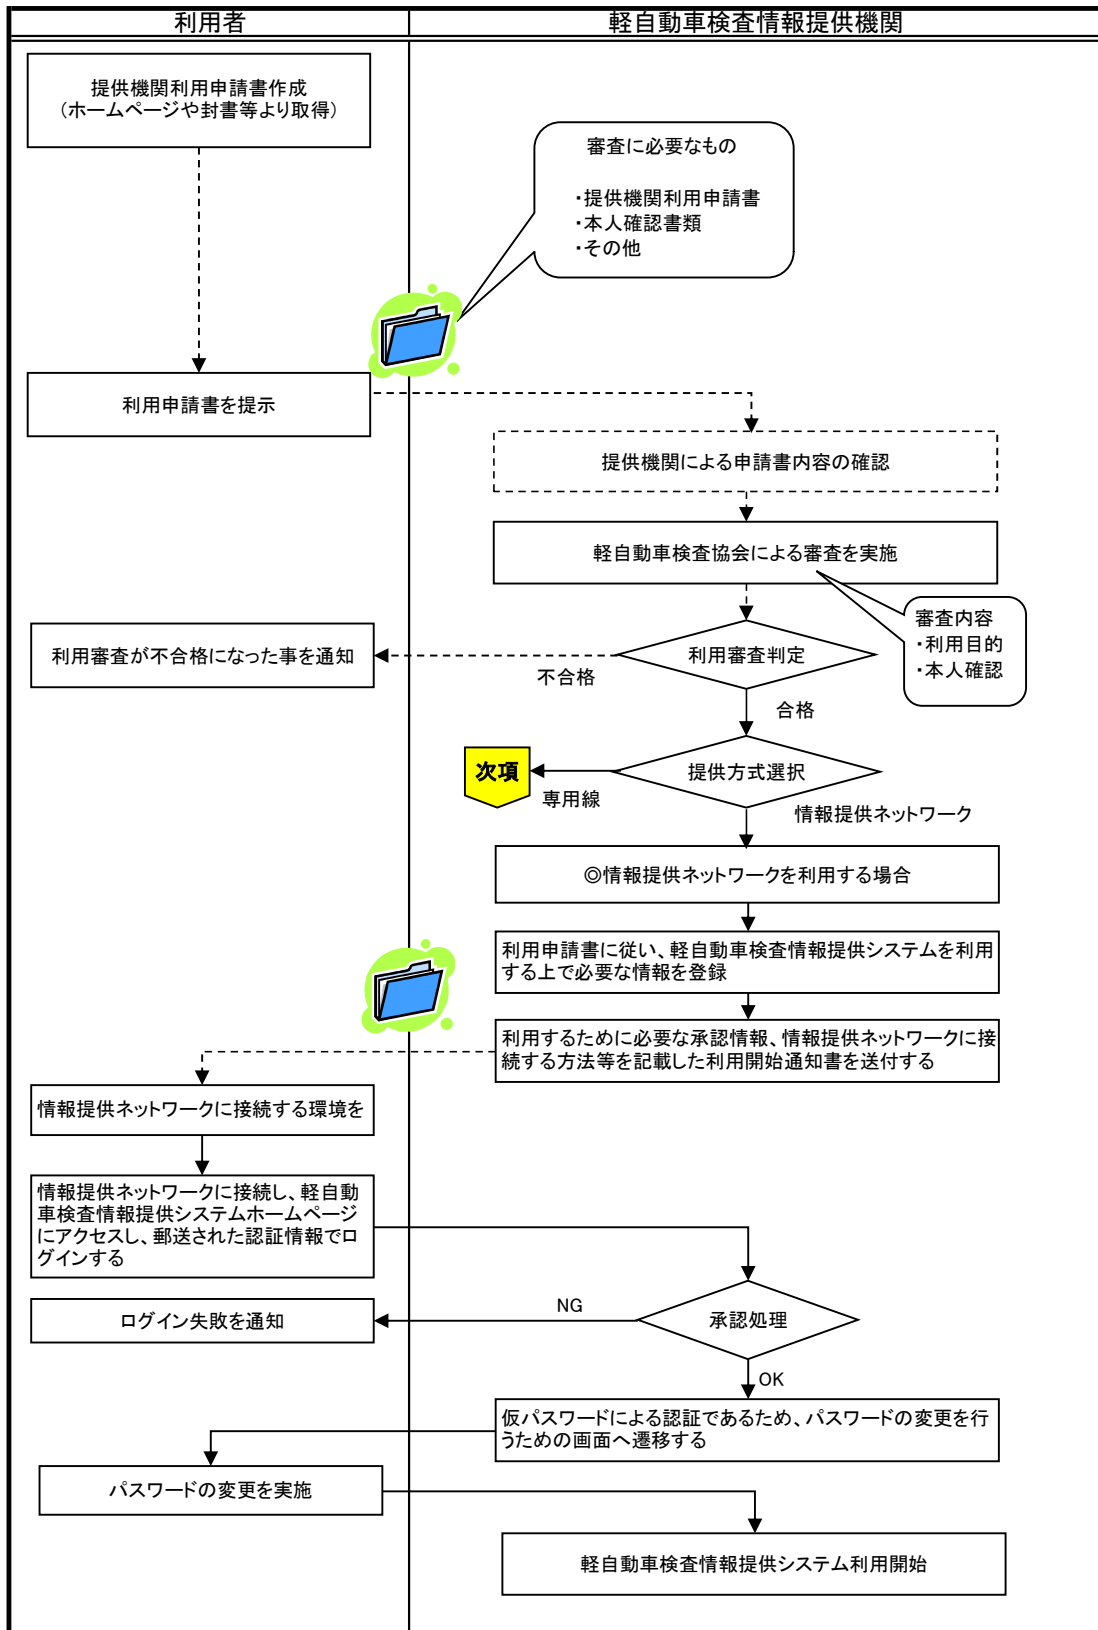 利用者
軽自動車検査情報提供機関
提供機関利用申請書作成
(ホームページや封書等より取得)
審査に必要なもの
・提供機関利用申請書
・本人確認書類
・その他
利用申請書を提示
提供機関による申請書内容の確認
軽自動車検査協会による審査を実施
審査内容
・利用目的
・本人確認
利用審査判定
利用審査が不合格になった事を通知
不合格
合格
提供方式選択
次項
専用線
情報提供ネットワーク
◎情報提供ネットワークを利用する場合
利用申請書に従い、軽自動車検査情報提供システムを利用
する上で必要な情報を登録
利用するために必要な承認情報、情報提供ネットワークに接
続する方法等を記載した利用開始通知書を送付する
情報提供ネットワークに接続する環境を
情報提供ネットワークに接続し、軽自動
車検査情報提供システムホームページ
にアクセスし、郵送された認証情報でロ
グインする
NG
承認処理
ログイン失敗を通知
OK
仮パスワードによる認証であるため、パスワードの変更を行
うための画面へ遷移する
パスワードの変更を実施
軽自動車検査情報提供システム利用開始